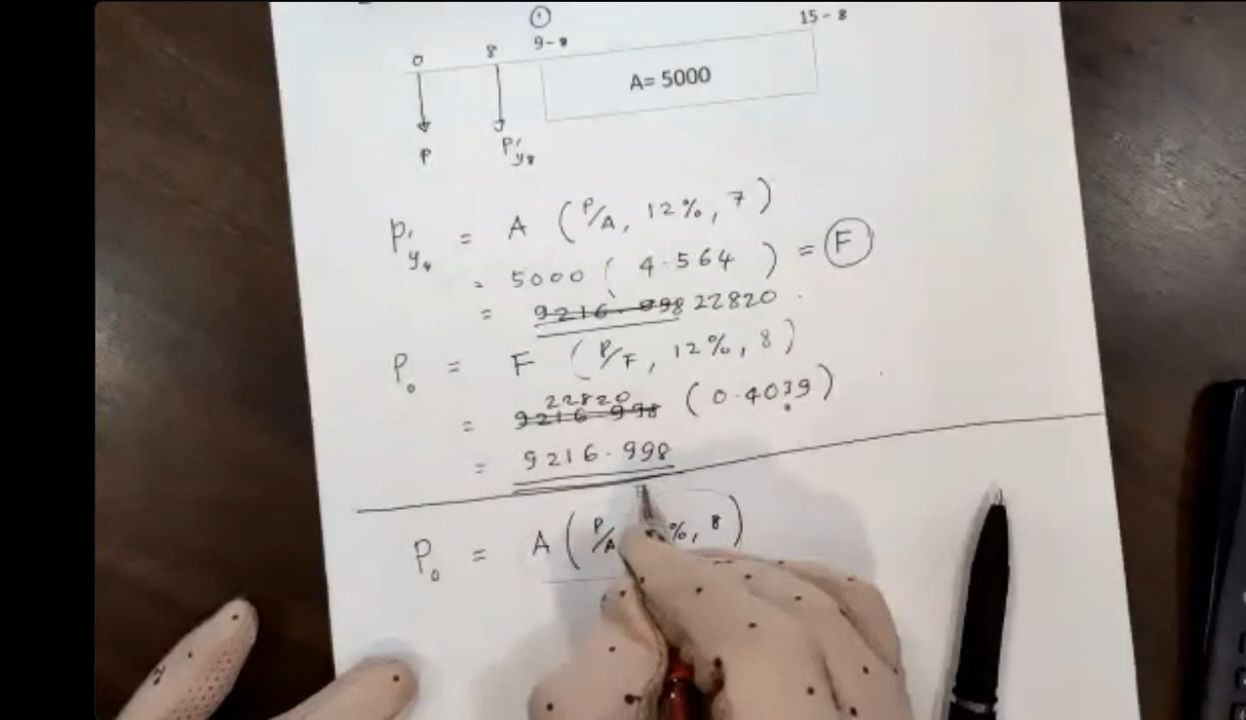 ①
0 8 9-8 15-8
A= 5000
P P'y8
P'y8 = A (P/A, 12%, 7)
= 5000 (4.564) = F
= 9216.998 22820
P0 = F (P/F, 12%, 8)
22820
= 9216.998 (0.4039)
= 9216.998
P0 = A (P/A, %, 8)